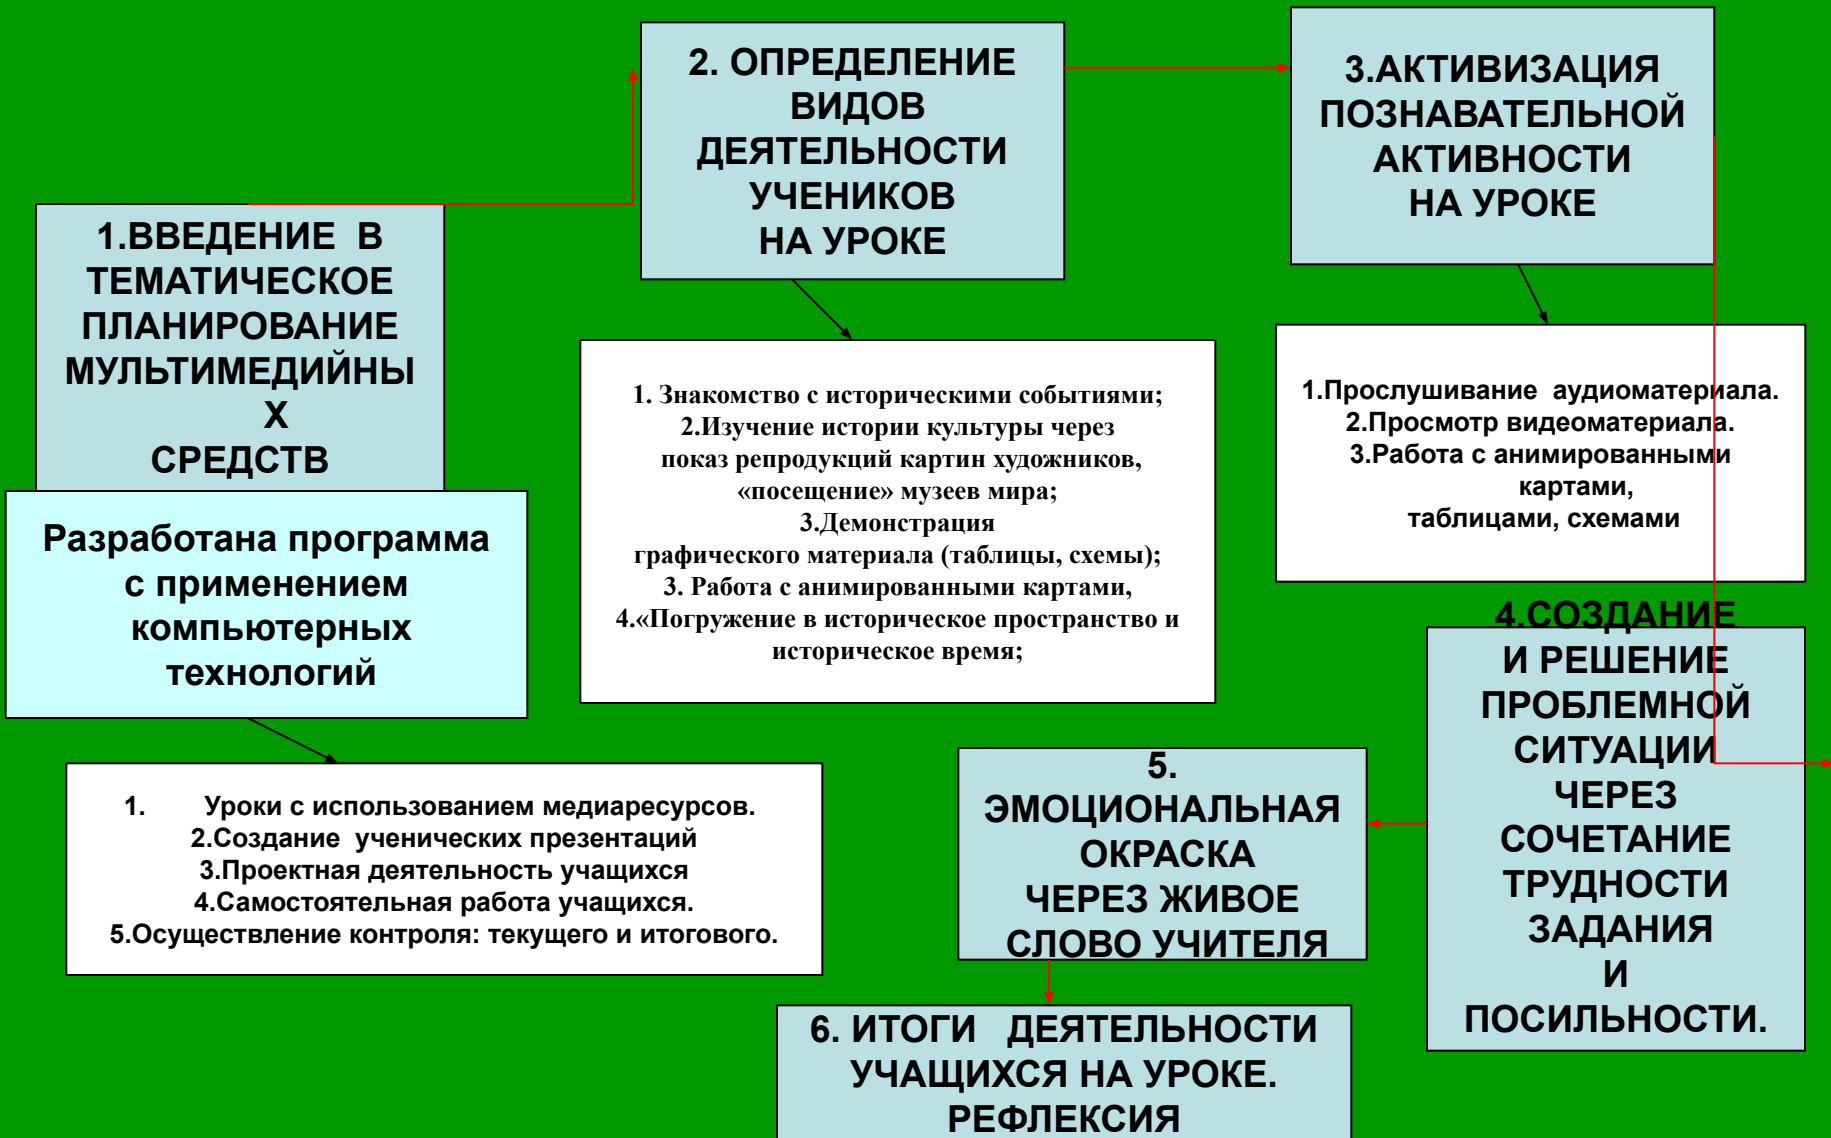 1.ВВЕДЕНИЕ В
ТЕМАТИЧЕСКОЕ
ПЛАНИРОВАНИЕ
МУЛЬТИМЕДИЙНЫ
Х
СРЕДСТВ
Разработана программа
с применением
компьютерных
технологий
1. Уроки с использованием медиаресурсов.
2.Создание ученических презентаций
3.Проектная деятельность учащихся
4.Самостоятельная работа учащихся.
5.Осуществление контроля: текущего и итогового.
2. ОПРЕДЕЛЕНИЕ
ВИДОВ
ДЕЯТЕЛЬНОСТИ
УЧЕНИКОВ
НА УРОКЕ
1. Знакомство с историческими событиями;
2.Изучение истории культуры через
показ репродукций картин художников,
«посещение» музеев мира;
3.Демонстрация
графического материала (таблицы, схемы);
3. Работа с анимированными картами,
4.«Погружение в историческое пространство и
историческое время;
3.АКТИВИЗАЦИЯ
ПОЗНАВАТЕЛЬНОЙ
АКТИВНОСТИ
НА УРОКЕ
1.Прослушивание аудиоматериала.
2.Просмотр видеоматериала.
3.Работа с анимированными
картами,
таблицами, схемами
4.СОЗДАНИЕ
И РЕШЕНИЕ
ПРОБЛЕМНОЙ
СИТУАЦИИ
ЧЕРЕЗ
СОЧЕТАНИЕ
ТРУДНОСТИ
ЗАДАНИЯ
И
ПОСИЛЬНОСТИ.
5.
ЭМОЦИОНАЛЬНАЯ
ОКРАСКА
ЧЕРЕЗ ЖИВОЕ
СЛОВО УЧИТЕЛЯ
6. ИТОГИ ДЕЯТЕЛЬНОСТИ
УЧАЩИХСЯ НА УРОКЕ.
РЕФЛЕКСИЯ